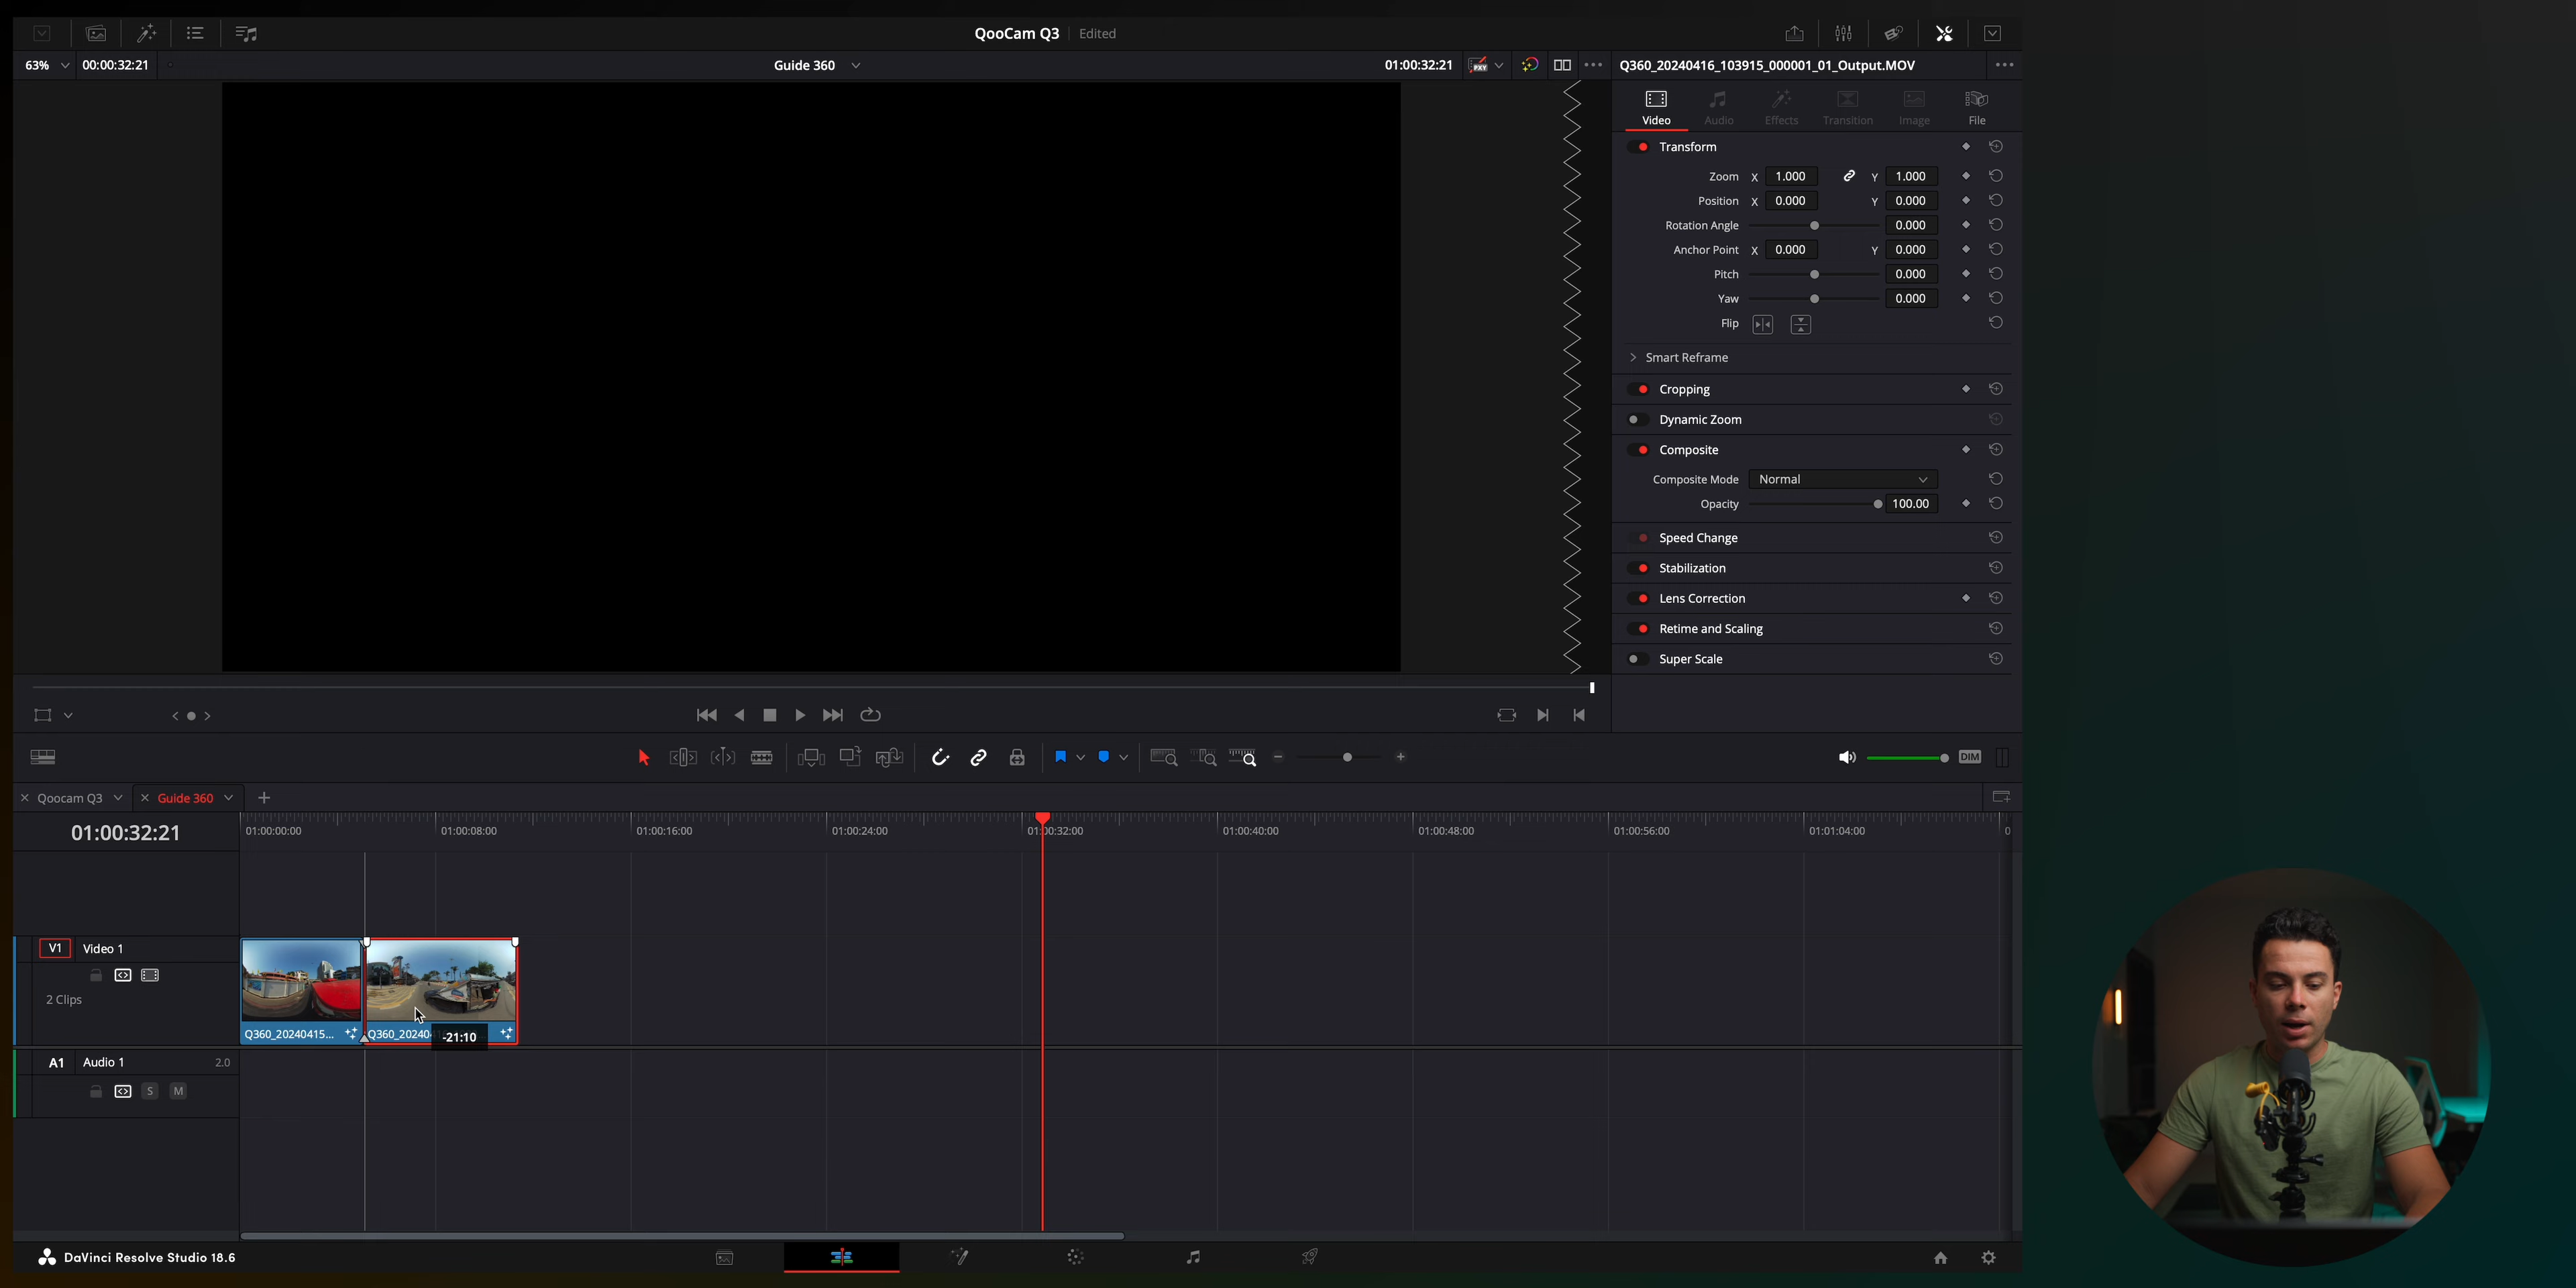 QooCam Q3 Edited
63% 00:00:32:21 Guide 360 01:00:32:21 PXY Q360_20240416_103915_000001_01_Output.MOV
Video Audio Effects Transition Image File
Transform
Zoom X 1.000 Y 1.000
Position X 0.000 Y 0.000
Rotation Angle 0.000
Anchor Point X 0.000 Y 0.000
Pitch 0.000
Yaw 0.000
Flip
Smart Reframe
Cropping
Dynamic Zoom
Composite
Composite Mode Normal
Opacity 100.00
Speed Change
Stabilization
Lens Correction
Retime and Scaling
Super Scale
DIM
Qoocam Q3 Guide 360
01:00:32:21 01:00:00:00 01:00:08:00 01:00:16:00 01:00:24:00 01:00:32:00 01:00:40:00 01:00:48:00 01:00:56:00 01:01:04:00 0
V1 Video 1
2 Clips
Q360_20240415... Q360_20240
-21:10
A1 Audio 1 2.0
S M
DaVinci Resolve Studio 18.6